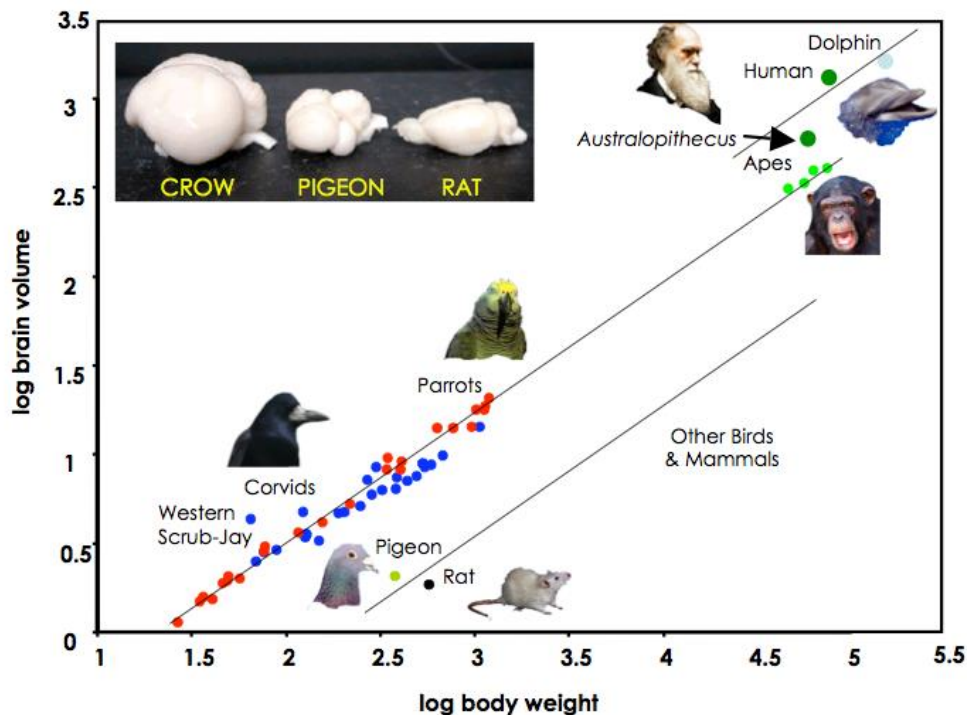 3.5
3
2.5
2
1.5
1
0.5
0
log brain volume
CROW
PIGEON
RAT
Dolphin
Human
Australopithecus
Apes
Parrots
Corvids
Western
Scrub-Jay
Other Birds
& Mammals
Pigeon
Rat
1
1.5
2
2.5
3
3.5
4
4.5
5
5.5
log body weight